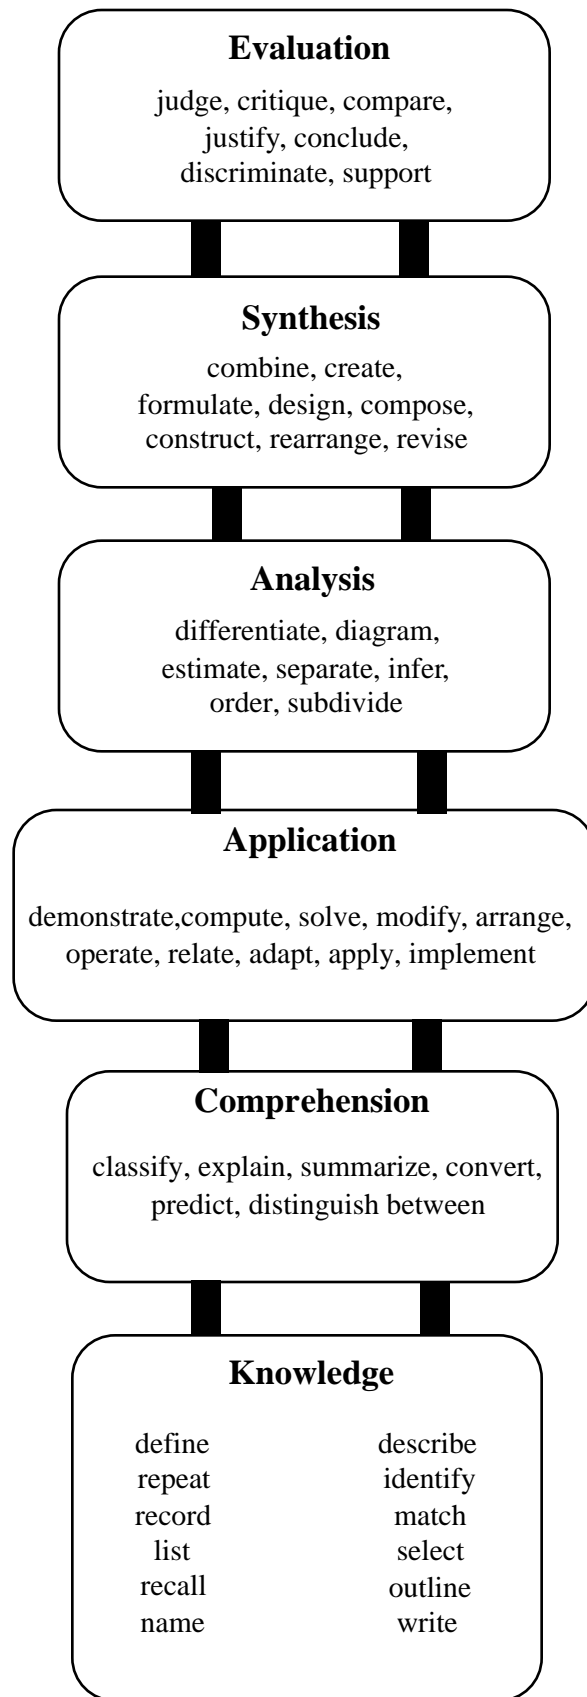 Evaluation
judge, critique, compare,
justify, conclude,
discriminate, support
Synthesis
combine, create,
formulate, design, compose,
construct, rearrange, revise
Analysis
differentiate, diagram,
estimate, separate, infer,
order, subdivide
Application
demonstrate,compute, solve, modify, arrange,
operate, relate, adapt, apply, implement
Comprehension
classify, explain, summarize, convert,
predict, distinguish between
Knowledge
define
repeat
record
list
recall
name
describe
identify
match
select
outline
write